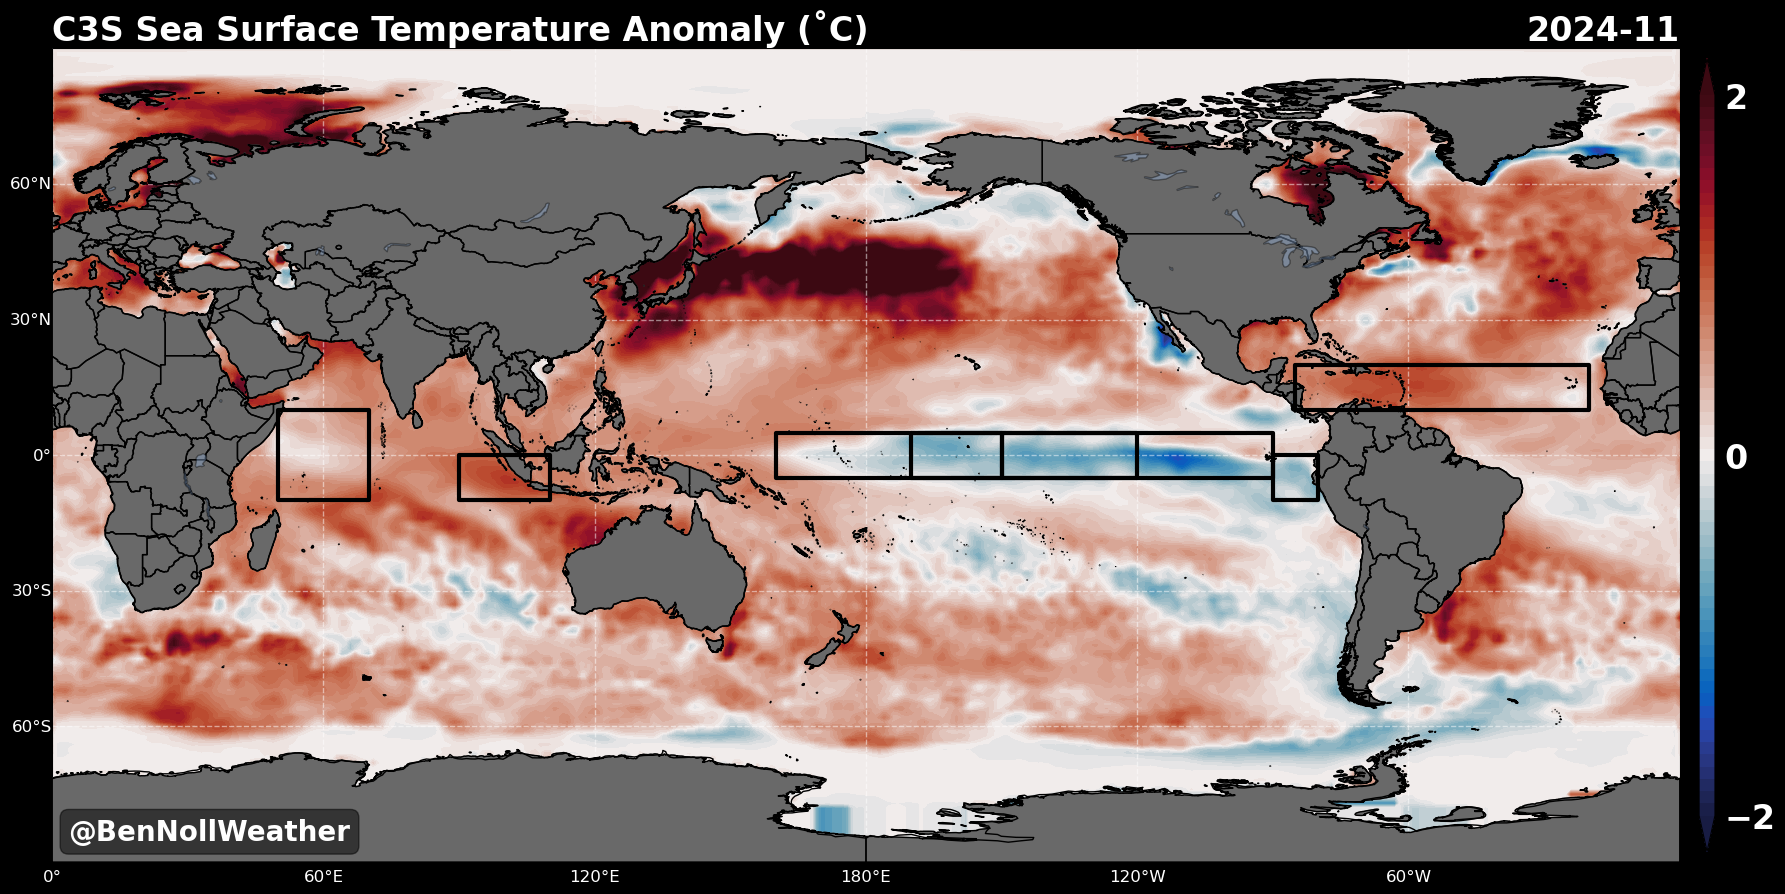 C3S Sea Surface Temperature Anomaly (˚C)
2024-11
2
0
−2
60°N
30°N
0°
30°S
60°S
@BenNollWeather
0°
60°E
120°E
180°E
120°W
60°W